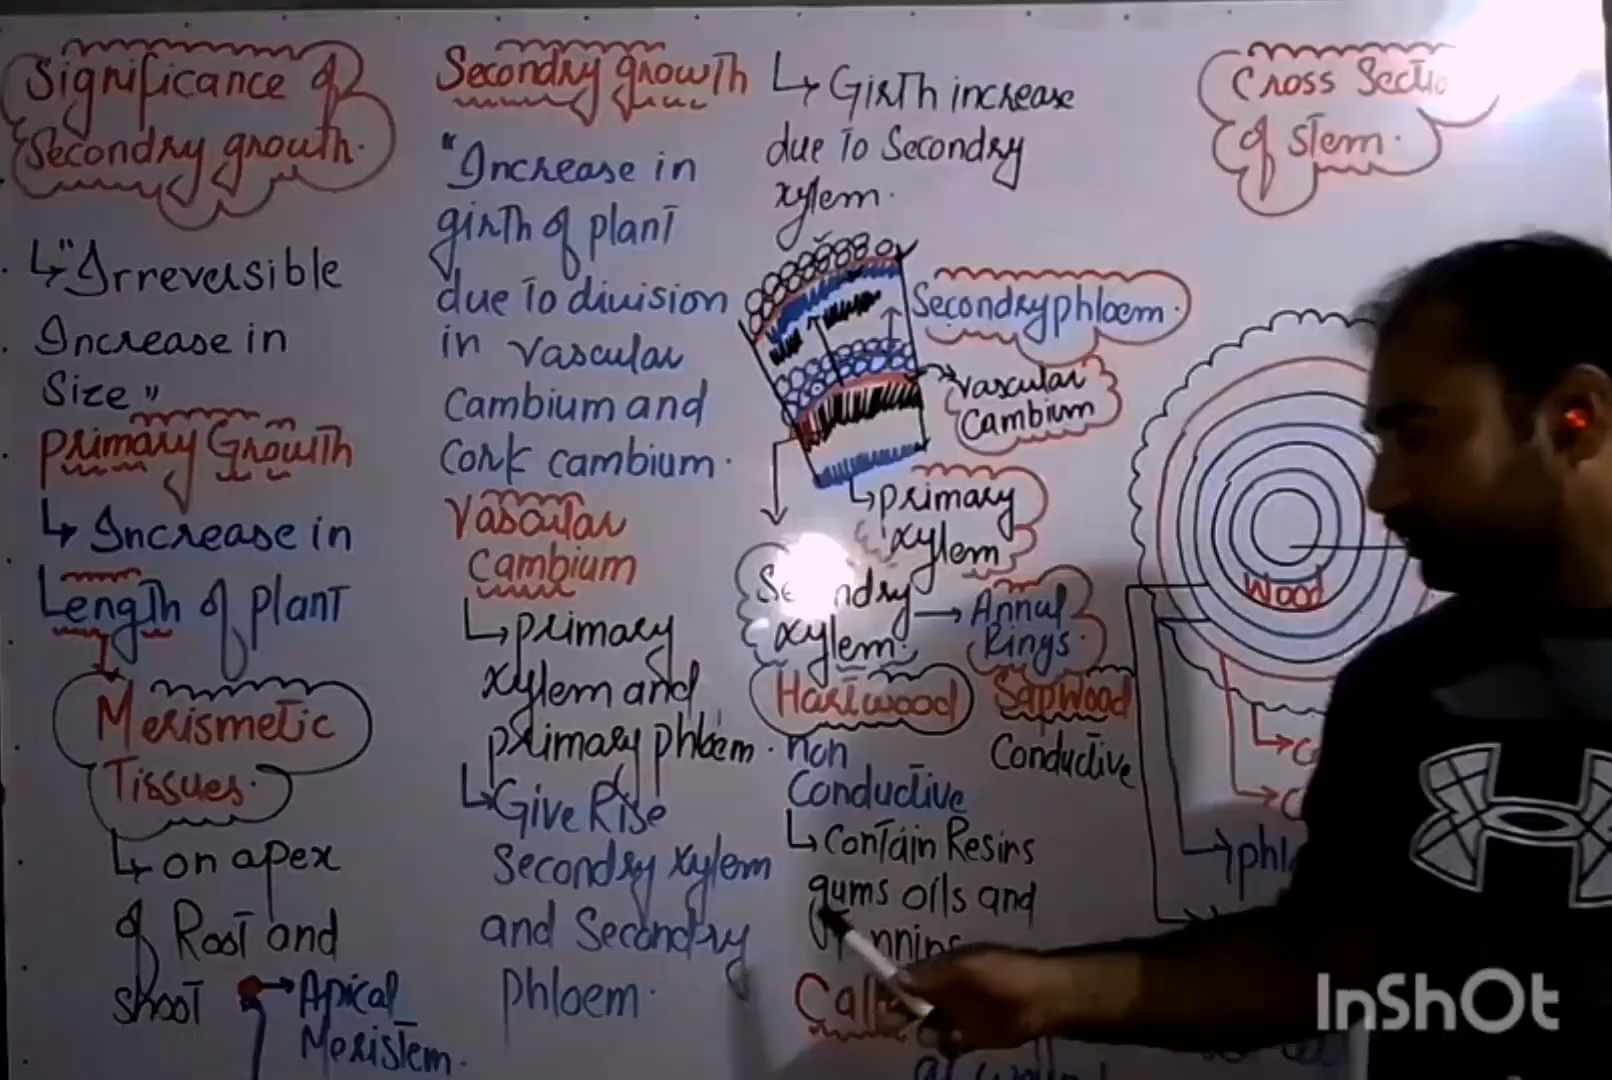 Significance of
Secondry growth.
"Irreversible
Increase in
Size"
Primary Growth
Increase in
Length of plant
Merismetic
Tissues.
on apex
of Root and
shoot
Apical
Meristem.
Secondry growth
"Increase in
girth of plant
due to division
in vascular
Cambium and
Cork cambium.
Vascular
Cambium
primary
xylem and
primary phloem.
Give Rise
Secondry xylem
and Secondry
phloem.
Girth increase
due to Secondry
xylem.
Secondry phloem.
Vascular
Cambium
primary
xylem
xylem.
Annul
Rings.
Hartwood
non
Conductive
Contain Resins
gums oils and
SapWood
Conductive
Cross Sectio
of stem.
Wood
InShOt